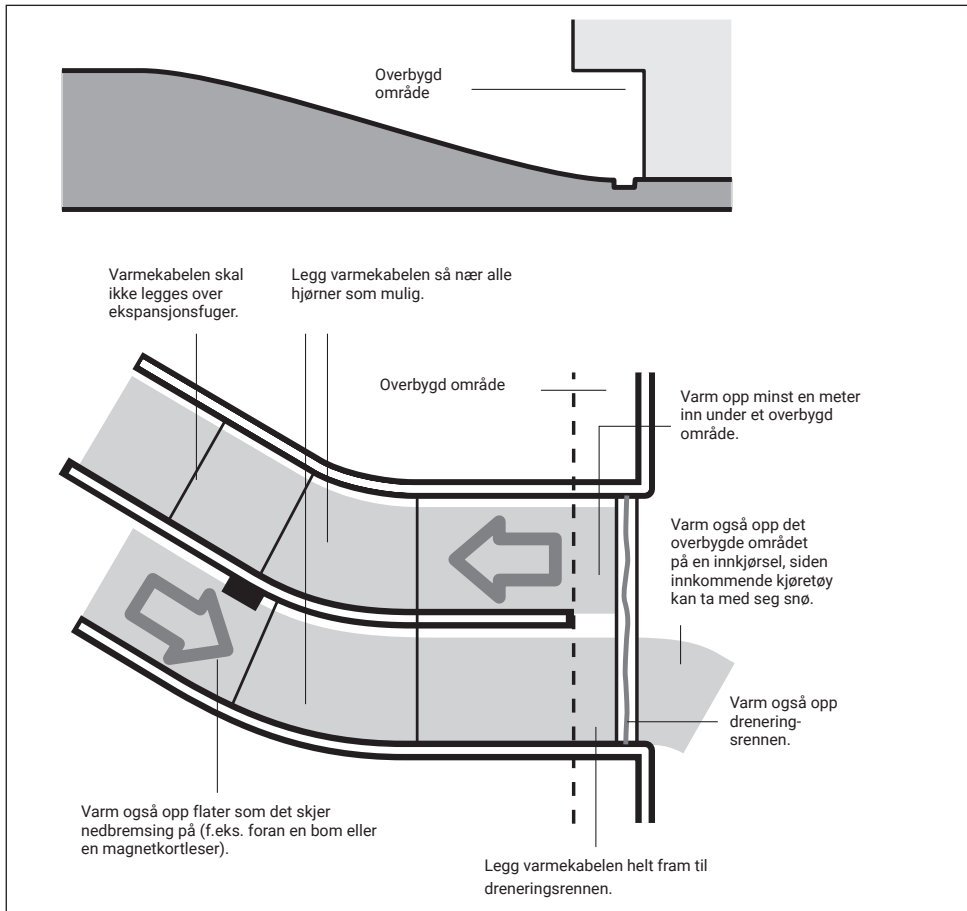 Overbygd
område
Varmekabelen skal
ikke legges over
ekspansjonsfuger.
Legg varmekabelen så nær alle
hjørner som mulig.
Overbygd område
Varm opp minst en meter
inn under et overbygd
område.
Varm også opp det
overbygde området
på en innkjørsel, siden
innkommende kjøretøy
kan ta med seg snø.
Varm også opp
drenering-
srennen.
Varm også opp flater som det skjer
nedbremsing på (f.eks. foran en bom eller
en magnetkortleser).
Legg varmekabelen helt fram til
dreneringsrennen.